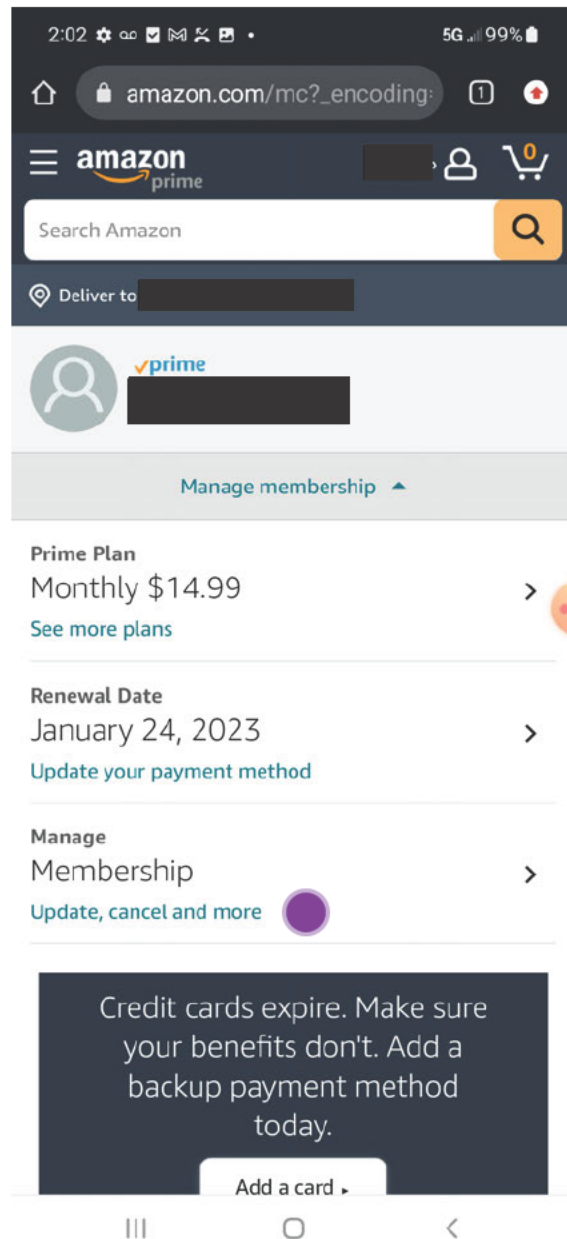 2:02
5G 99%
amazon.com/mc?_encoding:
1
amazon
prime
0
Search Amazon
Deliver to
prime
Manage membership
Prime Plan
Monthly $14.99
See more plans
Renewal Date
January 24, 2023
Update your payment method
Manage
Membership
Update, cancel and more
Credit cards expire. Make sure
your benefits don't. Add a
backup payment method
today.
Add a card